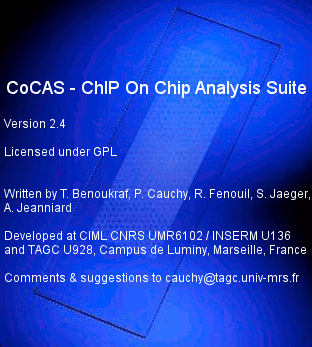 CoCAS - ChIP On Chip Analysis Suite
Version 2.4
Licensed under GPL
Written by T. Benoukraf, P. Cauchy, R. Fenouil, S. Jaeger,
A. Jeanniard
Developed at CIML CNRS UMR6102 / INSERM U136
and TAGC U928, Campus de Luminy, Marseille, France
Comments & suggestions to cauchy@tagc.univ-mrs.fr